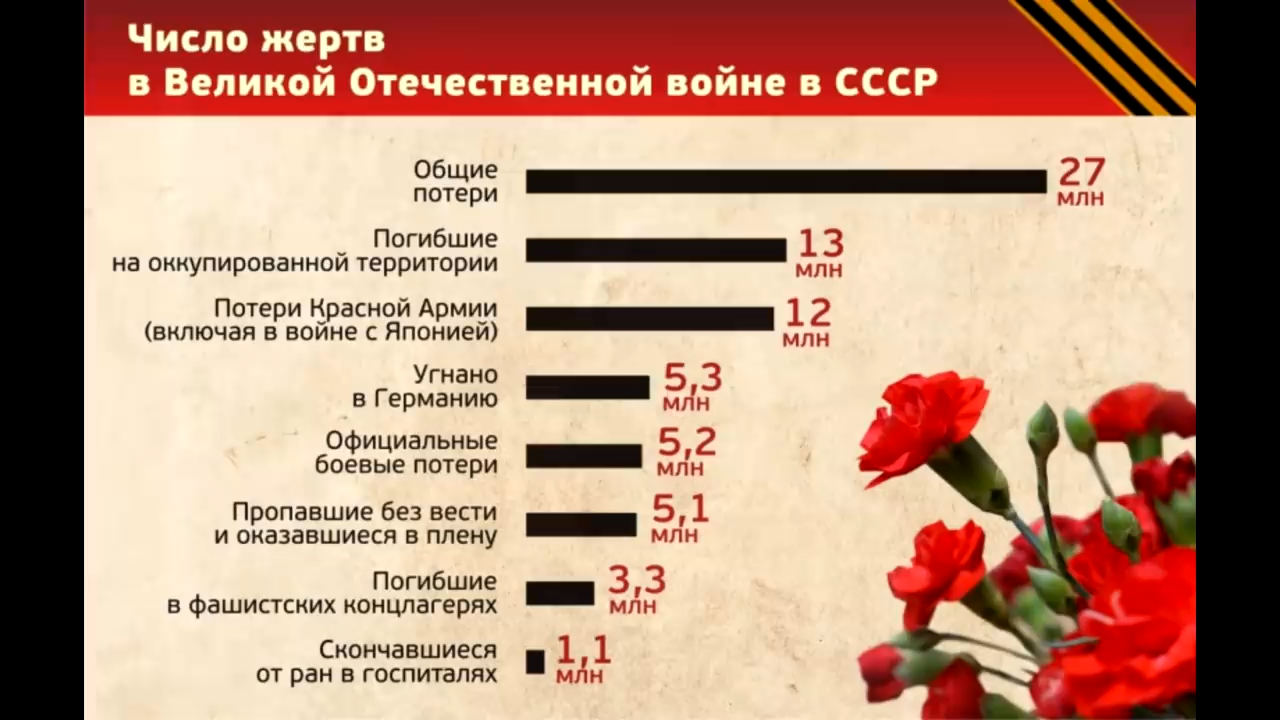 Число жертв
в Великой Отечественной войне в СССР
Общие
потери
27
млн
Погибшие
на оккупированной территории
13
млн
Потери Красной Армии
(включая в войне с Японией)
12
млн
Угнано
в Германию
5,3
млн
Официальные
боевые потери
5,2
млн
Пропавшие без вести
и оказавшиеся в плену
5,1
млн
Погибшие
в фашистских концлагерях
3,3
млн
Скончавшиеся
от ран в госпиталях
1,1
млн